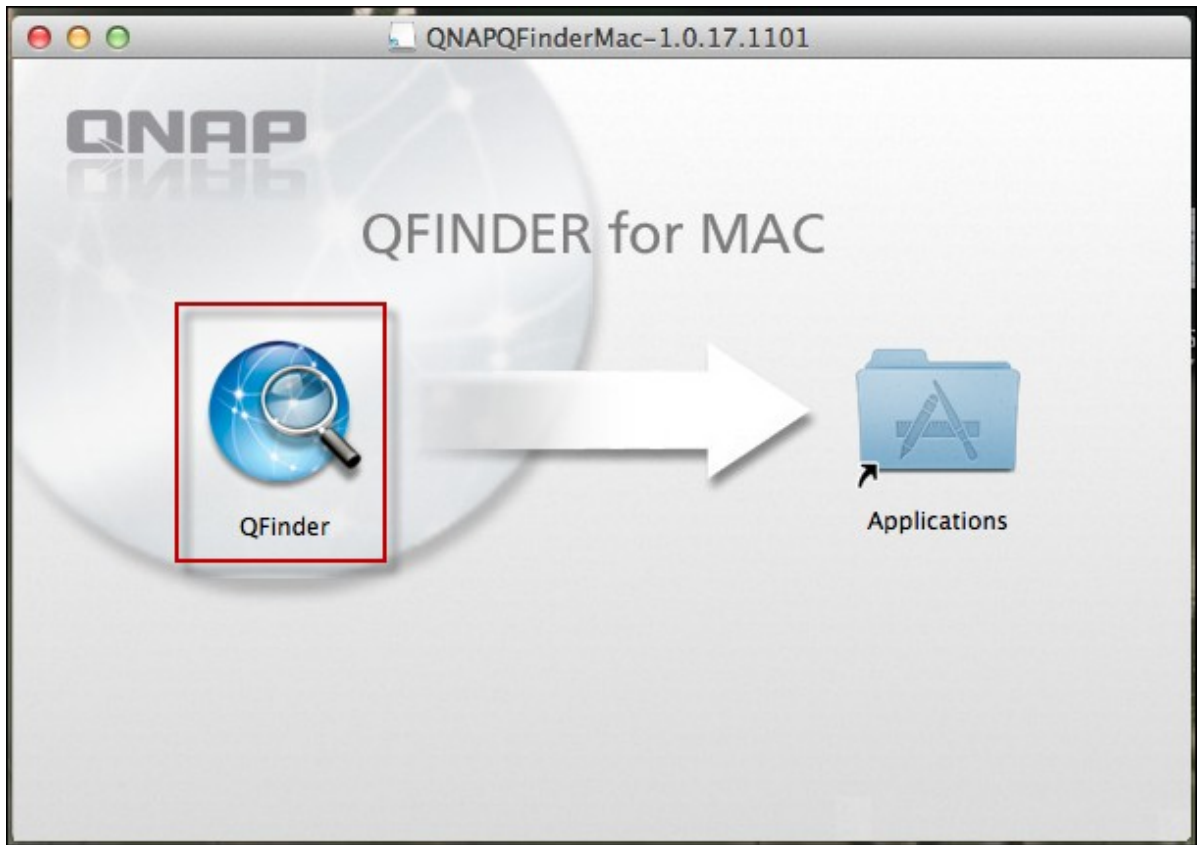 QNAPQFinderMac-1.0.17.1101
QNAP
QFINDER for MAC
QFinder
Applications